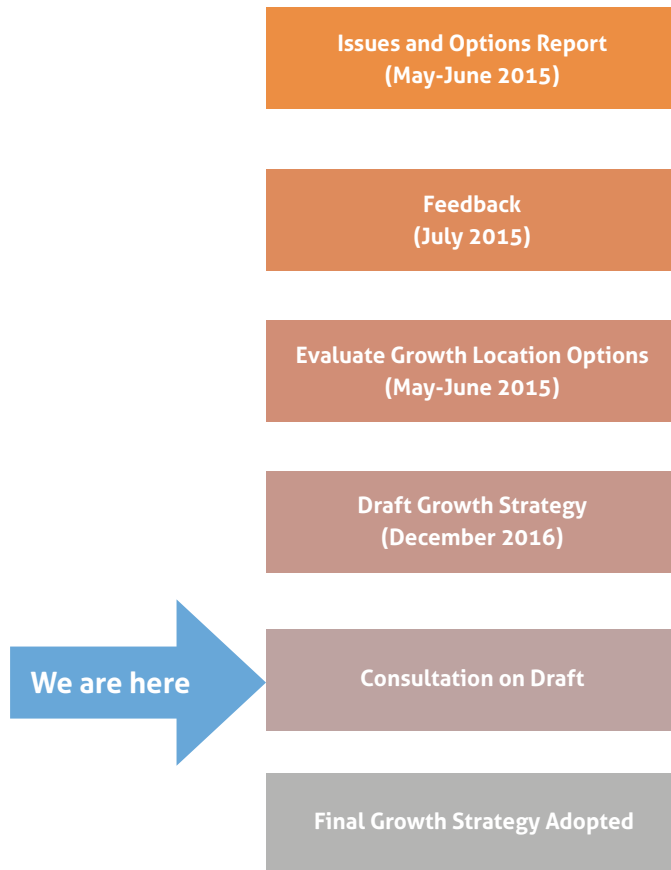 Issues and Options Report
(May-June 2015)
Feedback
(July 2015)
Evaluate Growth Location Options
(May-June 2015)
Draft Growth Strategy
(December 2016)
We are here
Consultation on Draft
Final Growth Strategy Adopted